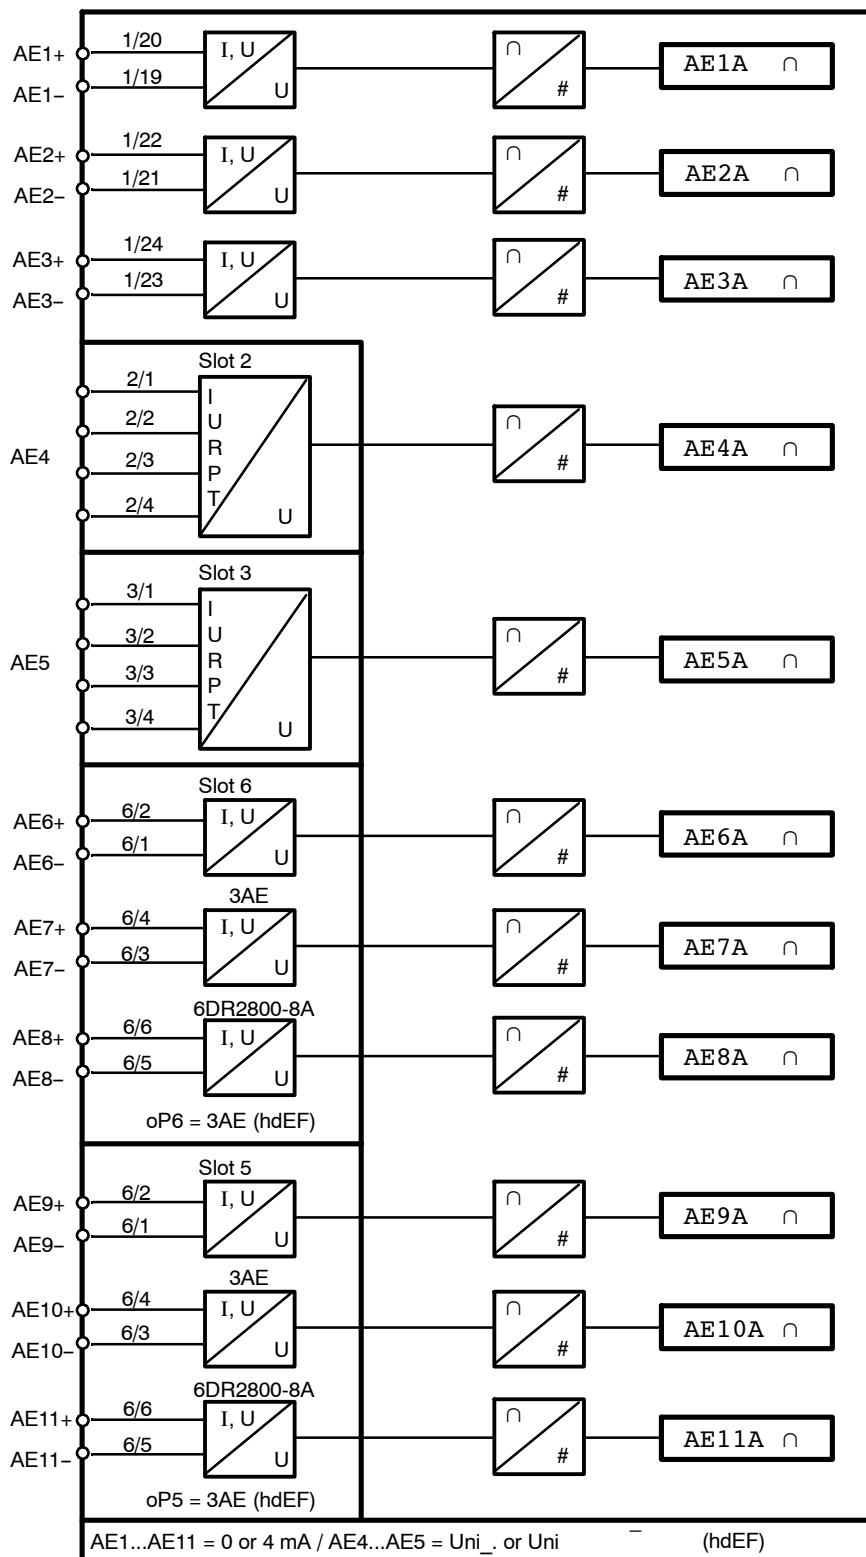 AE1+ 1/20 I, U U ∩ # AE1A ∩
AE1– 1/19
AE2+ 1/22 I, U U ∩ # AE2A ∩
AE2– 1/21
AE3+ 1/24 I, U U ∩ # AE3A ∩
AE3– 1/23
Slot 2
AE4 2/1 2/2 2/3 2/4 I U R P T U ∩ # AE4A ∩
Slot 3
AE5 3/1 3/2 3/3 3/4 I U R P T U ∩ # AE5A ∩
Slot 6
AE6+ 6/2 I, U U ∩ # AE6A ∩
AE6– 6/1
3AE
AE7+ 6/4 I, U U ∩ # AE7A ∩
AE7– 6/3
6DR2800-8A
AE8+ 6/6 I, U U ∩ # AE8A ∩
AE8– 6/5
oP6 = 3AE (hdEF)
Slot 5
AE9+ 6/2 I, U U ∩ # AE9A ∩
AE9– 6/1
3AE
AE10+ 6/4 I, U U ∩ # AE10A ∩
AE10– 6/3
6DR2800-8A
AE11+ 6/6 I, U U ∩ # AE11A ∩
AE11– 6/5
oP5 = 3AE (hdEF)
AE1...AE11 = 0 or 4 mA / AE4...AE5 = Uni_. or Uni ¯ (hdEF)